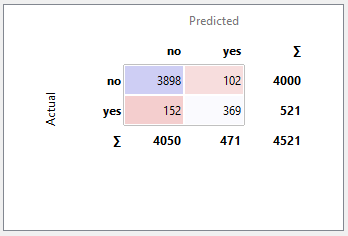 Predicted
no yes Σ
no 3898 102 4000
Actual
yes 152 369 521
Σ 4050 471 4521